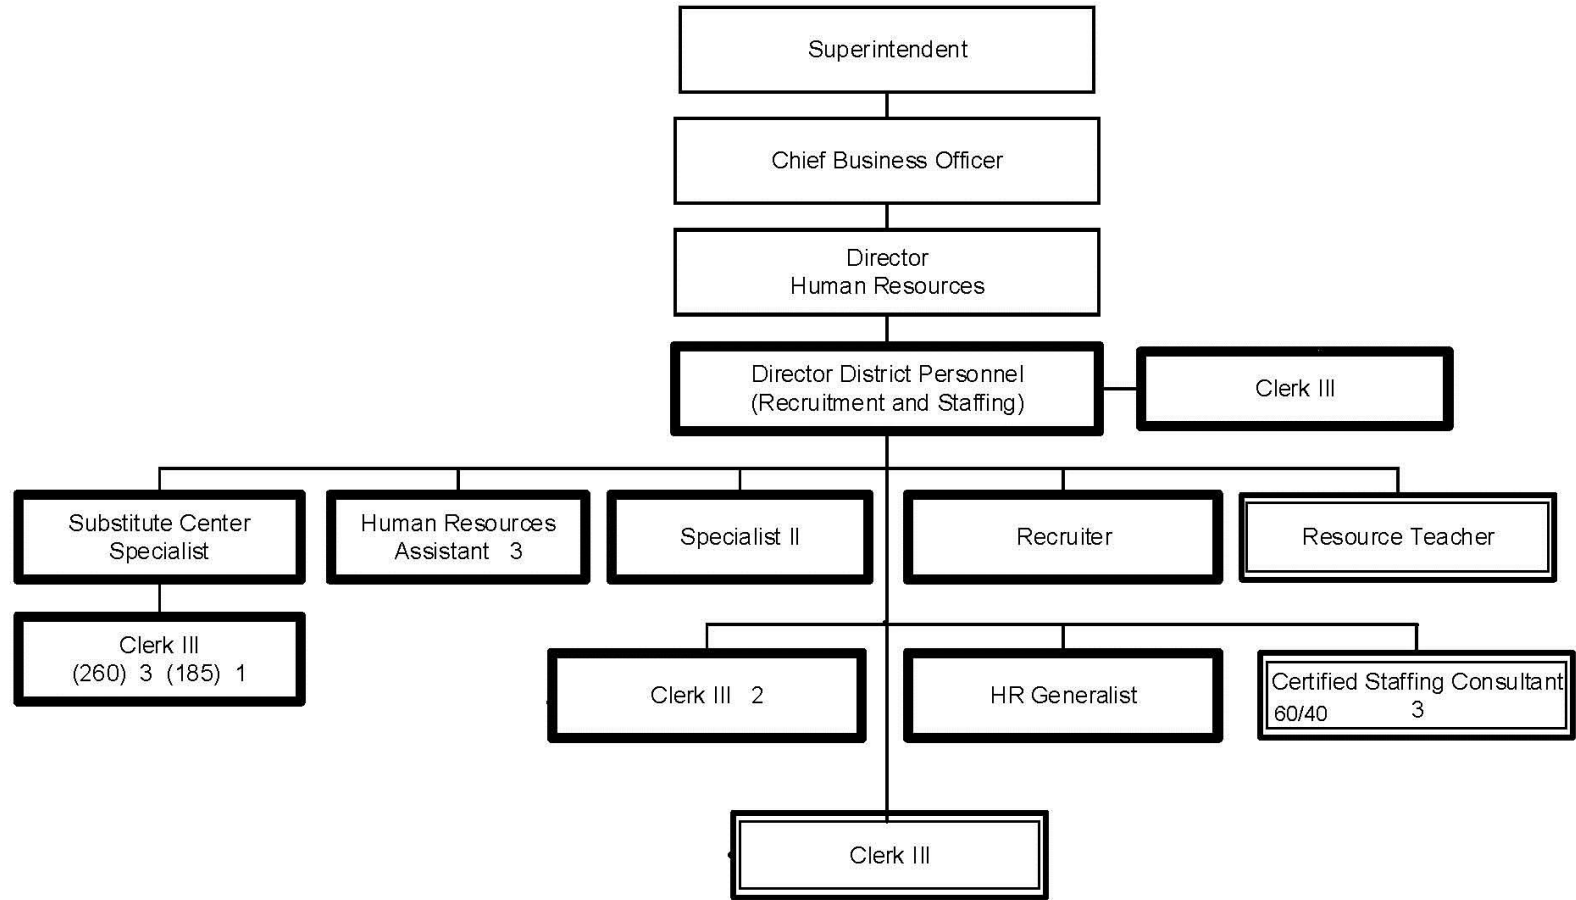 Superintendent
Chief Business Officer
Director
Human Resources
Director District Personnel
(Recruitment and Staffing)
Clerk III
Substitute Center
Specialist
Human Resources
Assistant 3
Specialist II
Recruiter
Resource Teacher
Clerk III
(260) 3 (185) 1
Clerk III 2
HR Generalist
Certified Staffing Consultant
60/40 3
Clerk III